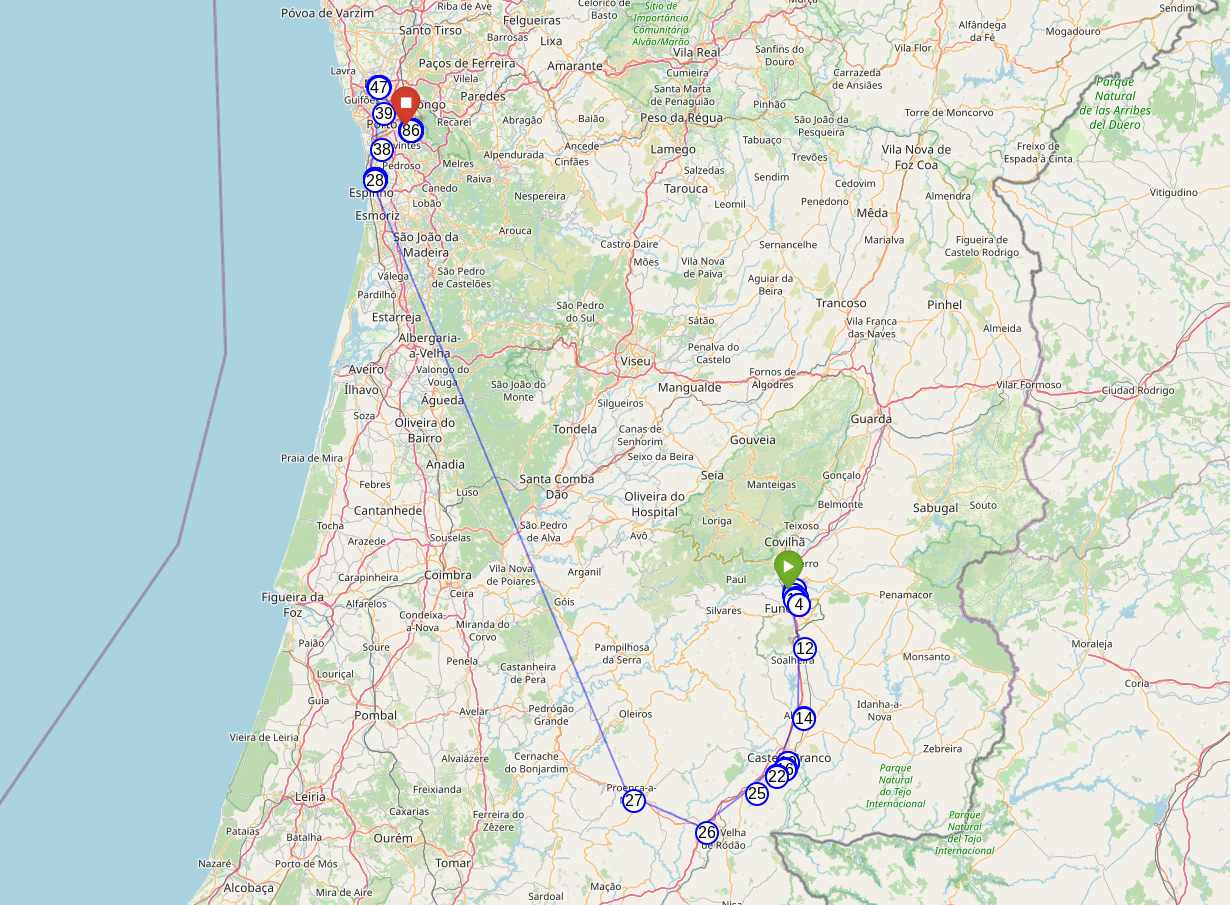 Póvoa de Varzim
Riba de Ave
Santo Tirso
Felgueiras
Celorico de
Basto
Sítio de
Importância
Comunitária
Alvão/Marão
Barrosas
Lixa
Amarante
Vila Real
Sanfins do
Douro
Vila Flor
Alfândega
da Fé
Mogadouro
Sendim
Lavra
Paços de Ferreira
Vilela
Paredes
Cumieira
Santa Marta
de Penaguião
Peso da Régua
Pinhão
Carrazeda
de Ansiães
Torre de Moncorvo
Parque
Natural
de las Arribes
del Duero
47
39
86
38
28
Recarei
Abragão
Baião
São João da
Pesqueira
Freixo de
Espada à Cinta
Alpendurada
Ancede
Cinfães
Lamego
Tabuaço
Trevões
Vila Nova de
Foz Coa
Pedroso
Melres
Raiva
Canedo
Lobão
Nespereira
Salzedas
Tarouca
Sendim
Leomil
Penedono
Cedovim
Almendra
Vitigudino
Espinho
Esmoriz
Mêda
Arouca
Castro Daire
Mões
Sernancelhe
Marialva
Figueira de
Castelo Rodrigo
São João da
Madeira
Válega
São Pedro
de Castelões
Vila Nova
de Paiva
Aguiar da
Beira
Pardilhó
Estarreja
São Pedro
do Sul
Sátão
Trancoso
Pinhel
Vila Franca
das Naves
Almeida
Albergaria-
a-Velha
Viseu
Penalva do
Castelo
Aveiro
Ílhavo
Valongo do
Vouga
Águeda
São João do
Monte
Mangualde
Fornos de
Algodres
Vilar Formoso
Ciudad Rodrigo
Silgueiros
Soza
Oliveira do
Bairro
Tondela
Canas de
Senhorim
Seixo da Beira
Gouveia
Guarda
Praia de Mira
Anadia
Febres
Luso
Santa Comba
Dão
Seia
Manteigas
Gonçalo
Cantanhede
Oliveira do
Hospital
Loriga
Belmonte
Teixoso
Sabugal
Souto
Tocha
Arazede
Souselas
São Pedro
de Alva
Avô
Covilhã
Carapinheira
Coimbra
Vila Nova
de Poiares
Arganil
Paul
Penamacor
Figueira da
Foz
Alfarelos
Ceira
Condeixa-
a-Nova
Góis
Silvares
4
Miranda do
Corvo
Paião
Soure
Penela
Pampilhosa
da Serra
12
Soalheira
Monsanto
Moraleja
Louriçal
Castanheira
de Pera
Coria
Guia
Pombal
Avelar
Pedrógão
Grande
Oleiros
14
Idanha-a-
Nova
Vieira de Leiria
Alvaiázere
Cernache
do Bonjardim
Castelo Branco
22
Zebreira
Parque
Natural
do Tejo
Internacional
Leiria
Caxarias
25
27
Ferreira do
Zêzere
26
Parque
Natural
del Tajo
Internacional
Pataias
Batalha
Ourém
Nazaré
Porto de Mós
Tomar
Alcobaça
Mira de Aire
Sardoal
Mação